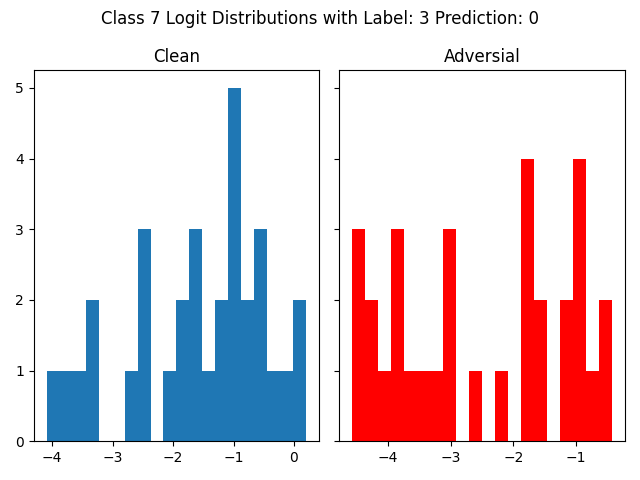 Class 7 Logit Distributions with Label: 3 Prediction: 0
Clean
Adversial
5
4
3
2
1
0
−4 −3 −2 −1 0
−4 −3 −2 −1